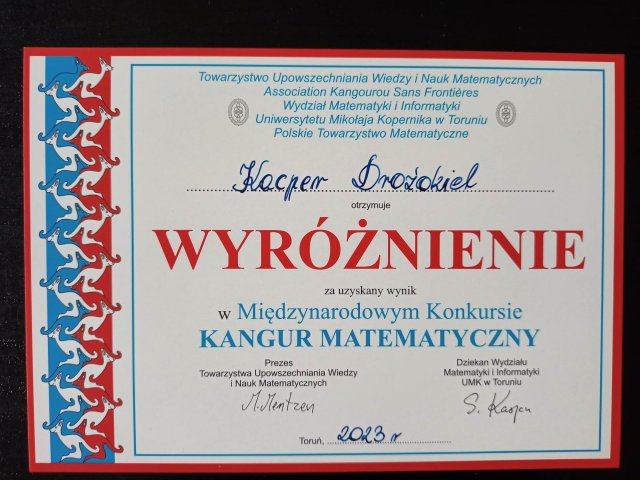 Towarzystwo Upowszechniania Wiedzy i Nauk Matematycznych
Association Kangourou Sans Frontières
Wydział Matematyki i Informatyki
Uniwersytetu Mikołaja Kopernika w Toruniu
Polskie Towarzystwo Matematyczne
Kacper Drożdkiel
otrzymuje
WYRÓŻNIENIE
za uzyskany wynik
w Międzynarodowym Konkursie
KANGUR MATEMATYCZNY
Prezes
Towarzystwa Upowszechniania Wiedzy
i Nauk Matematycznych
M. Mentzen
Dziekan Wydziału
Matematyki i Informatyki
UMK w Toruniu
Toruń, 2023 r